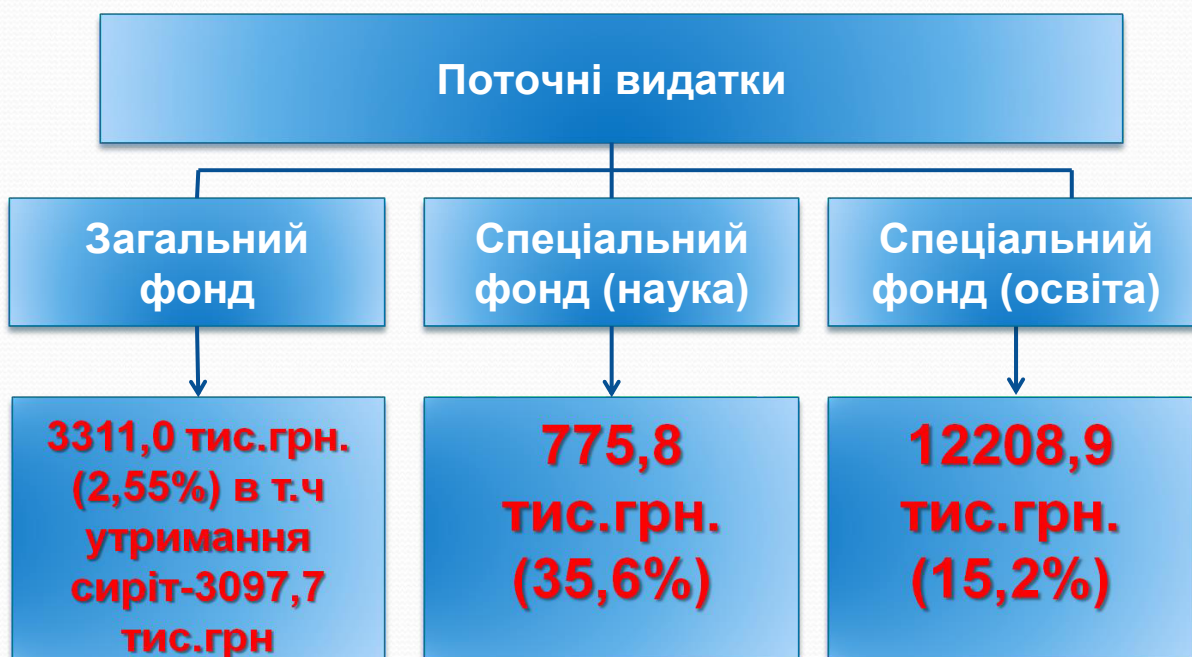 Поточні видатки
Загальний
фонд
Спеціальний
фонд (наука)
Спеціальний
фонд (освіта)
3311,0 тис.грн.
(2,55%) в т.ч
утримання
сиріт-3097,7
тис.грн
775,8
тис.грн.
(35,6%)
12208,9
тис.грн.
(15,2%)